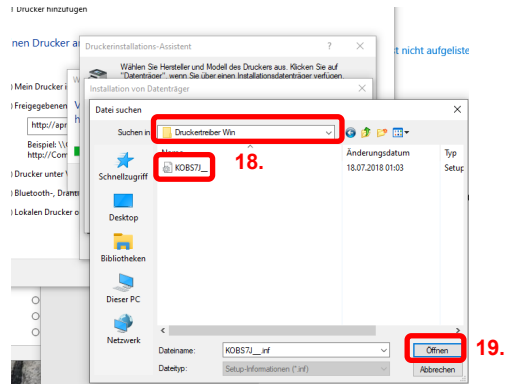 Drucker hinzufügen
nen Drucker a
Druckerinstallations-Assistent
?
st nicht aufgeliste
Wählen Sie Hersteller und Modell des Druckers aus. Klicken Sie auf
"Datenträger", wenn Sie über einen Installationsdatenträger verfügen.
) Mein Drucker i
W
Installation von Datenträger
) Freigegebenen
V
Datei suchen
http://apr
h
Suchen in
Druckertreiber Win
Beispiel: \\
http://Com
Name
Änderungsdatum
Typ
18.
KOBS7J__
18.07.2018 01:03
Setup
Schnellzugriff
) Drucker unter
) Bluetooth-, Dra
) Lokalen Drucker o
Desktop
Bibliotheken
Dieser PC
Netzwerk
Dateiname:
KOBS7J__.inf
Öffnen
19.
Dateityp:
Setup-Informationen (*.inf)
Abbrechen